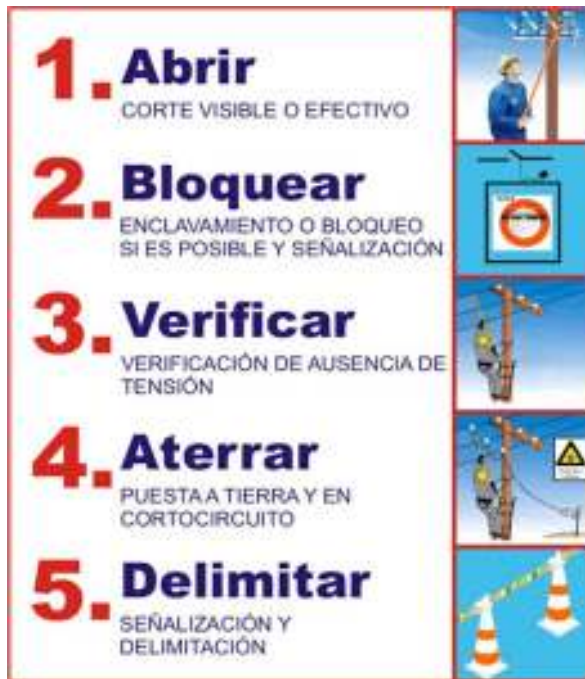 1. Abrir
CORTE VISIBLE O EFECTIVO
2. Bloquear
ENCLAVAMIENTO O BLOQUEO
SI ES POSIBLE Y SEÑALIZACIÓN
3. Verificar
VERIFICACIÓN DE AUSENCIA DE
TENSIÓN
4. Aterrar
PUESTA A TIERRA Y EN
CORTOCIRCUITO
5. Delimitar
SEÑALIZACIÓN Y
DELIMITACIÓN